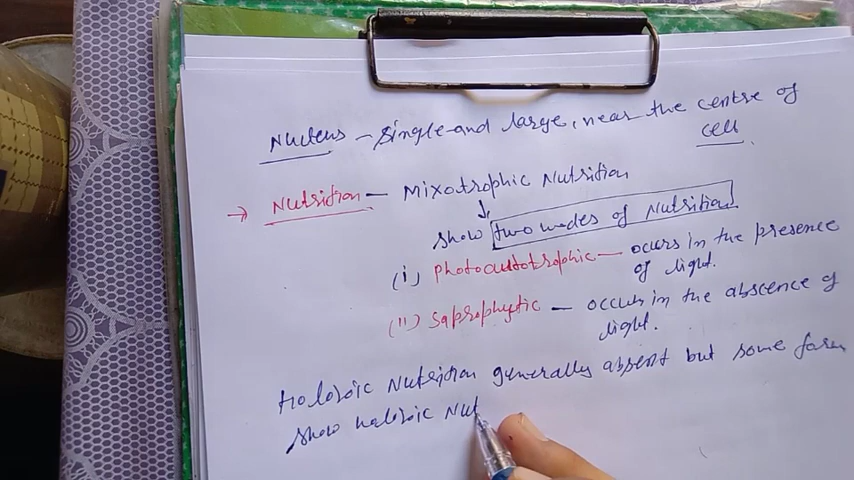 Nucleus - single and large, near the centre of
cell.
→ Nutrition - Mixotrophic Nutrition
↓
show two modes of Nutrition
(i) Photoautotrophic - occurs in the presence
of light.
(ii) Saprophytic - occurs in the abscence of
light.
Holozoic Nutrition generally absent but some form
show holozoic Nut